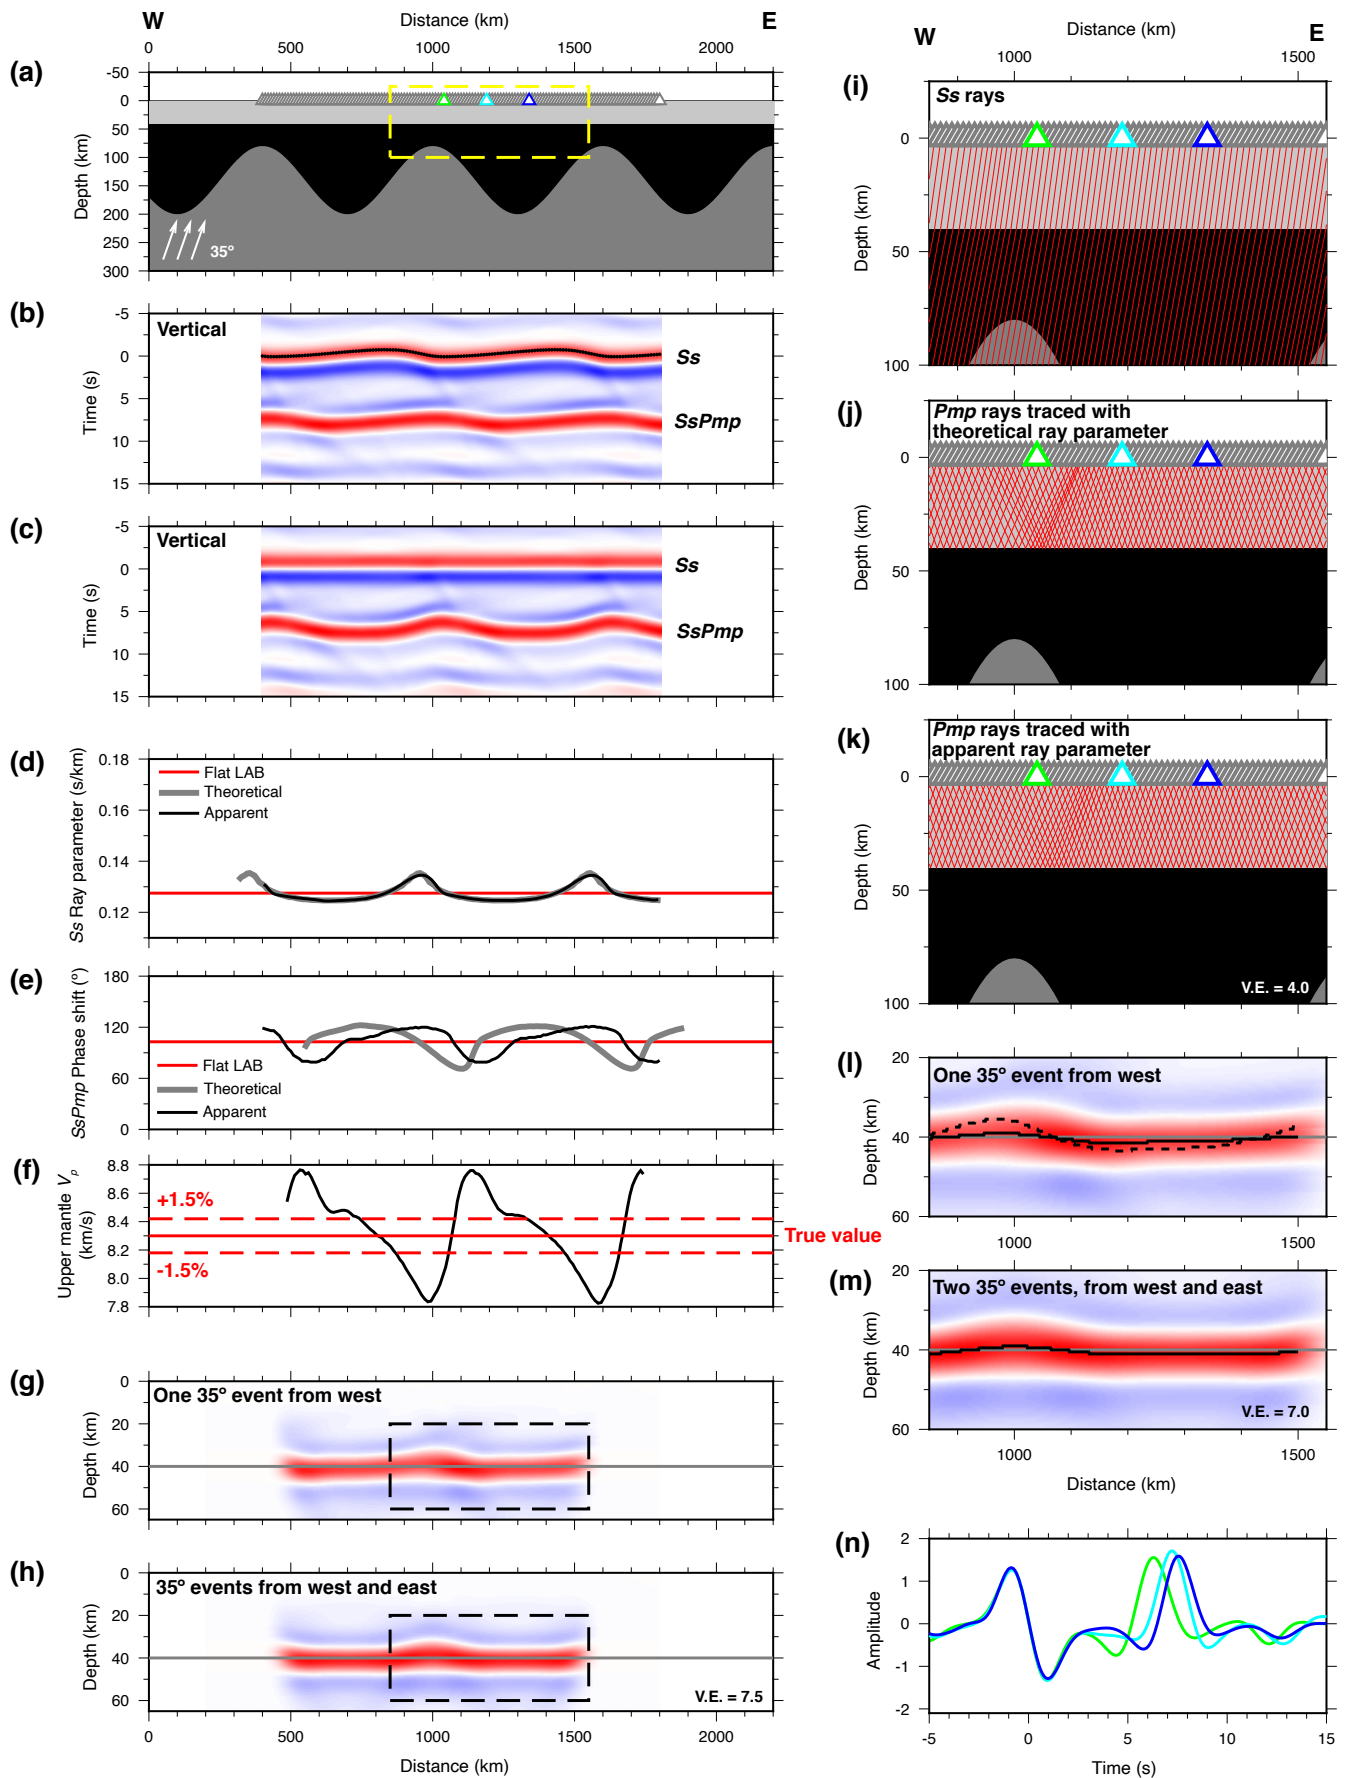 W
Distance (km)
E
0
500
1000
1500
2000
(a)
-50
0
50
100
150
200
250
300
Depth (km)
35°
(b)
Vertical
-5
0
5
10
15
Time (s)
Ss
SsPmp
(c)
Vertical
-5
0
5
10
15
Time (s)
Ss
SsPmp
(d)
0.18
0.16
0.14
0.12
Ss Ray parameter (s/km)
Flat LAB
Theoretical
Apparent
(e)
180
120
60
0
SsPmp Phase shift (°)
Flat LAB
Theoretical
Apparent
(f)
8.8
8.6
8.4
8.2
8.0
7.8
Upper mantle Vp
(km/s)
+1.5%
-1.5%
True value
(g)
One 35° event from west
0
20
40
60
Depth (km)
(h)
35° events from west and east
0
20
40
60
Depth (km)
V.E. = 7.5
0
500
1000
1500
2000
Distance (km)
W
Distance (km)
E
1000
1500
(i)
Ss rays
0
50
100
Depth (km)
(j)
Pmp rays traced with
theoretical ray parameter
0
50
100
Depth (km)
(k)
Pmp rays traced with
apparent ray parameter
0
50
100
Depth (km)
V.E. = 4.0
(l)
One 35° event from west
20
40
60
Depth (km)
1000
1500
(m)
Two 35° events, from west and east
20
40
60
Depth (km)
V.E. = 7.0
1000
1500
Distance (km)
(n)
2
1
0
-1
-2
Amplitude
-5
0
5
10
15
Time (s)